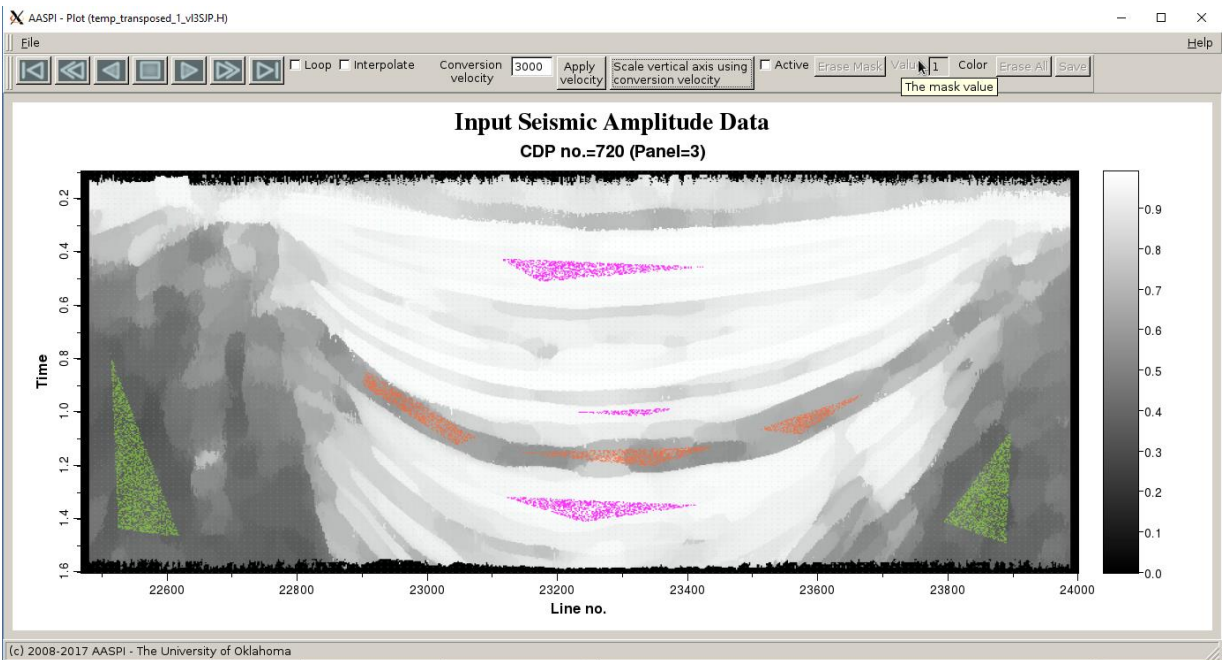 AASPI - Plot (temp_transposed_1_vI3SJP.H)
File Help
Loop Interpolate Conversion velocity 3000 Apply velocity Scale vertical axis using conversion velocity Active Erase Mask Value 1 Color Erase All Save
The mask value
Input Seismic Amplitude Data
CDP no.=720 (Panel=3)
Time
0.2
0.4
0.6
0.8
1.0
1.2
1.4
1.6
22600 22800 23000 23200 23400 23600 23800 24000
Line no.
0.9
0.8
0.7
0.6
0.5
0.4
0.3
0.2
0.1
0.0
(c) 2008-2017 AASPI - The University of Oklahoma